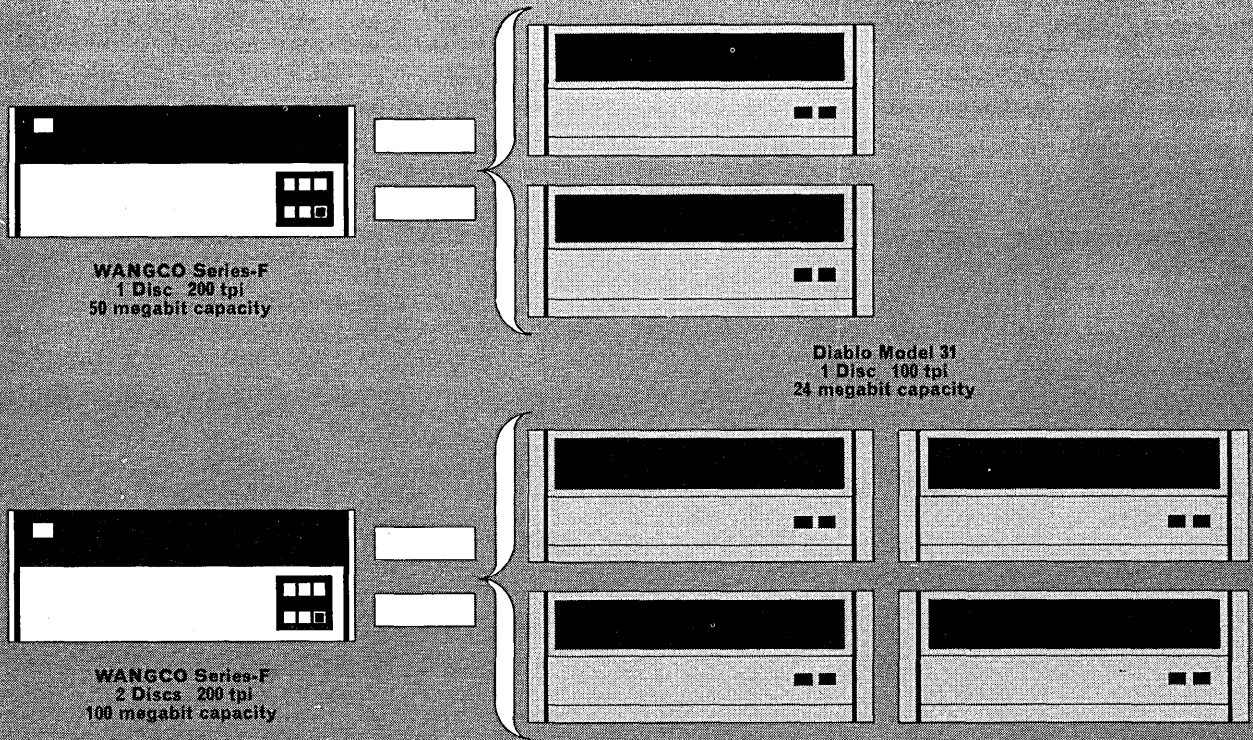 WANGCO Series-F
1 Disc 200 tpi
50 megabit capacity
Diablo Model 31
1 Disc 100 tpi
24 megabit capacity
WANGCO Series-F
2 Discs 200 tpi
100 megabit capacity